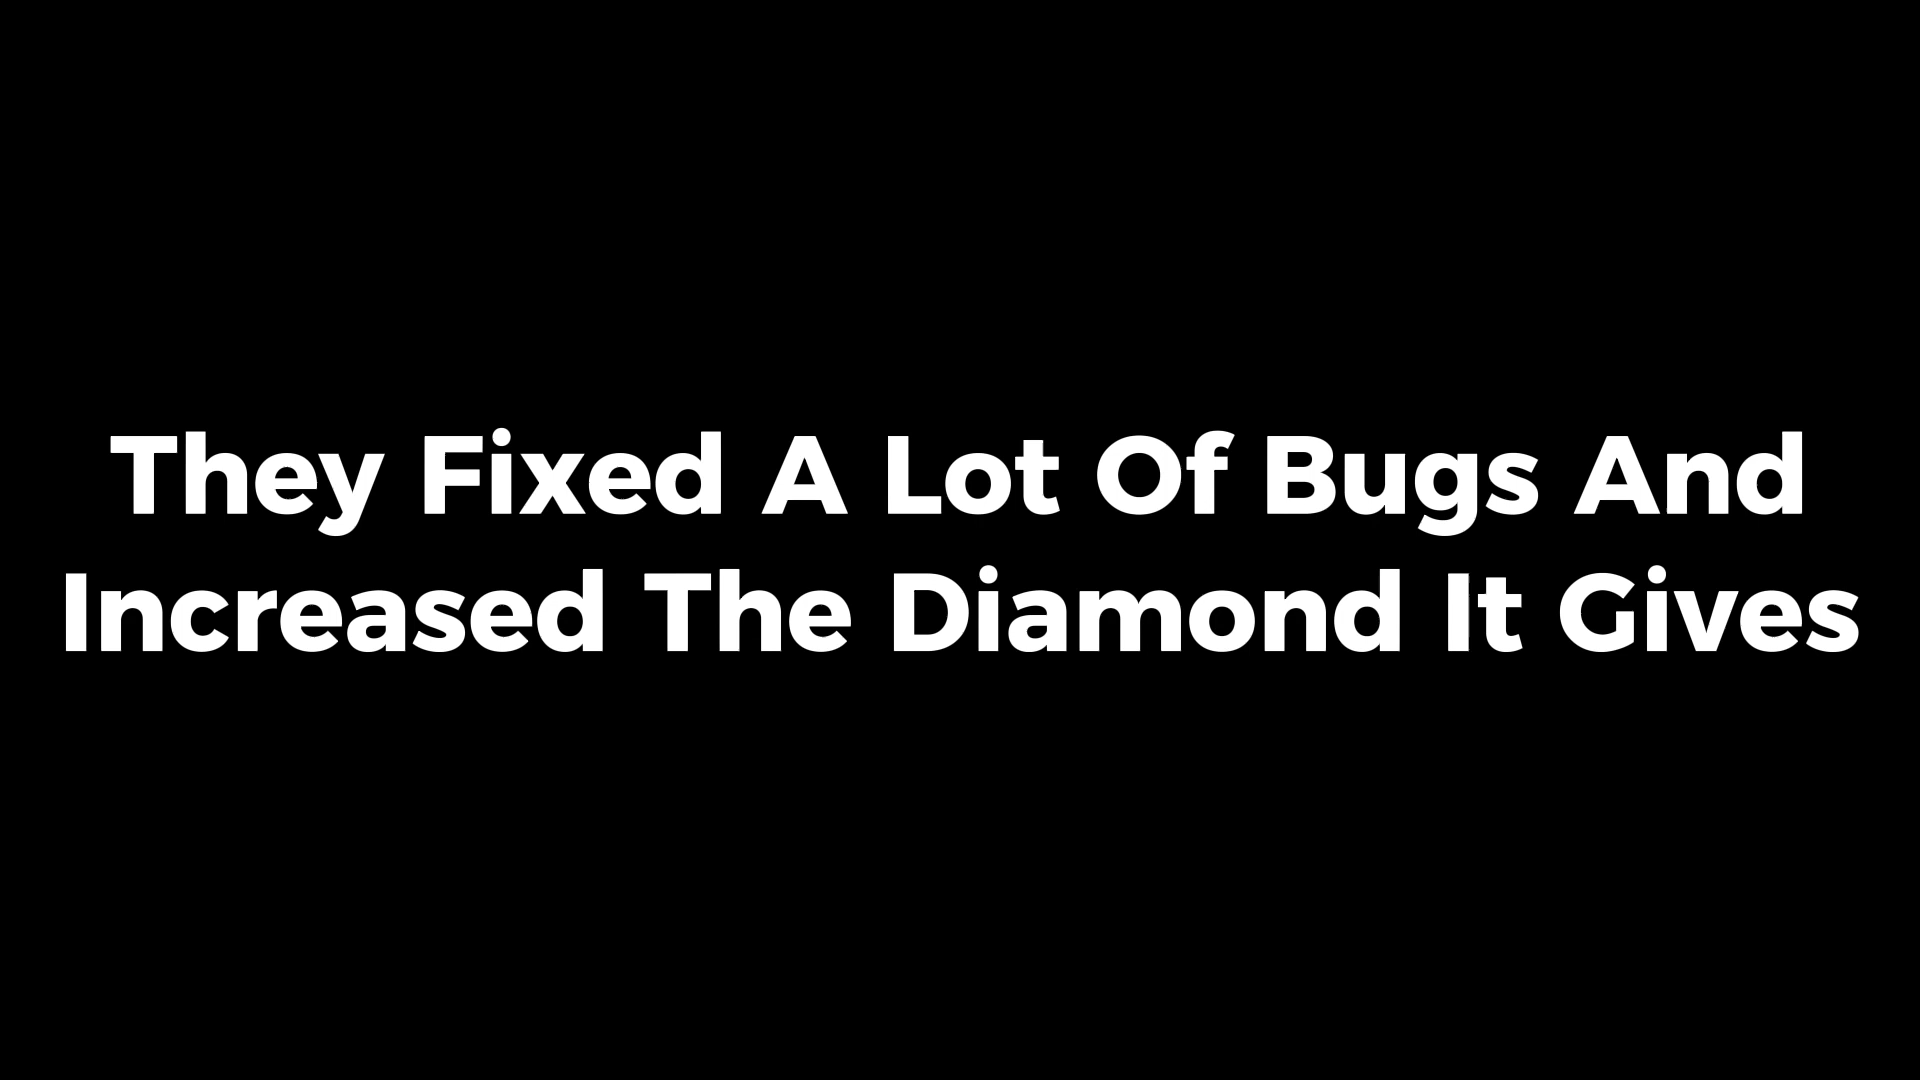 They Fixed A Lot Of Bugs And
Increased The Diamond It Gives